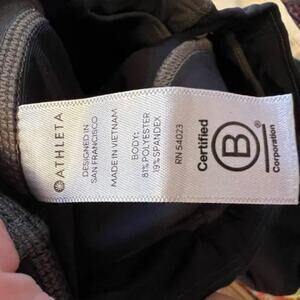 ATHLETA
DESIGNED IN
SAN FRANCISCO
MADE IN VIETNAM
BODY:
81% POLYESTER
19% SPANDEX
RN 54023
Certified
B®
Corporation